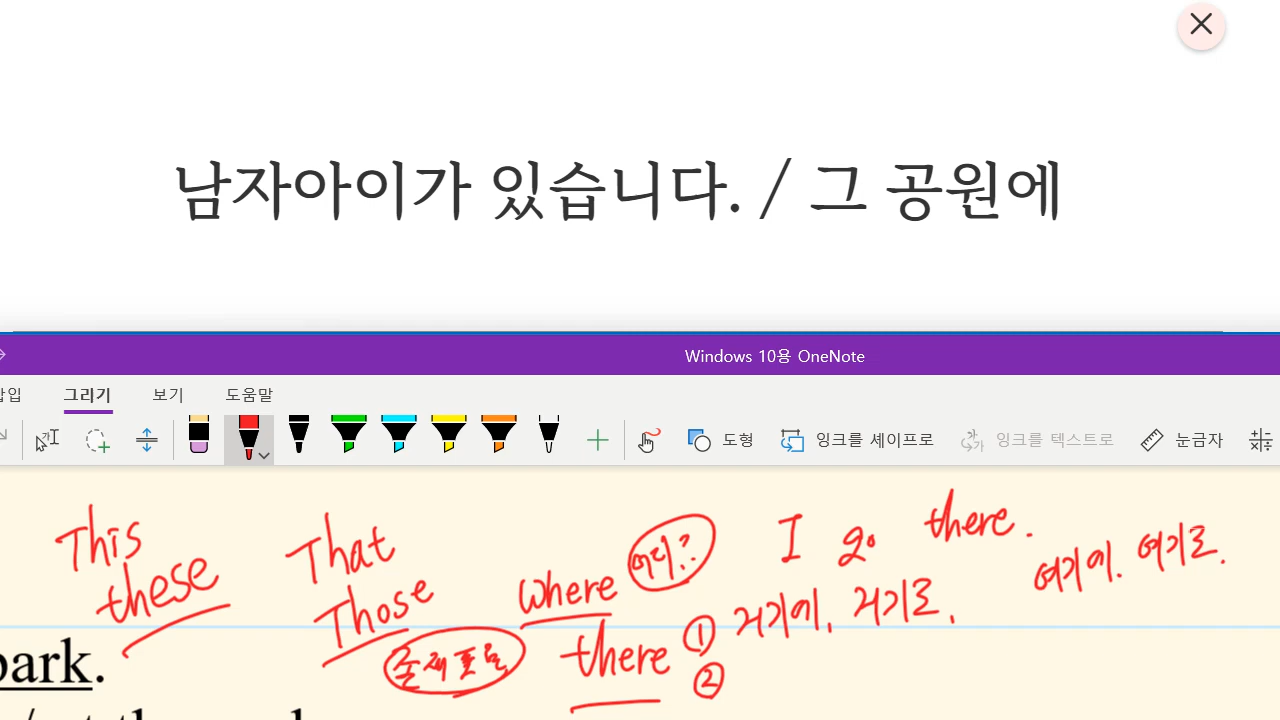 남자아이가 있습니다. / 그 공원에
Windows 10용 OneNote
삽입 그리기 보기 도움말
도형 잉크를 셰이프로 잉크를 텍스트로 눈금자
This That I go there.
these Those where 어디? 여기에. 여기로.
there ① 거기에, 거기로,
②
park.